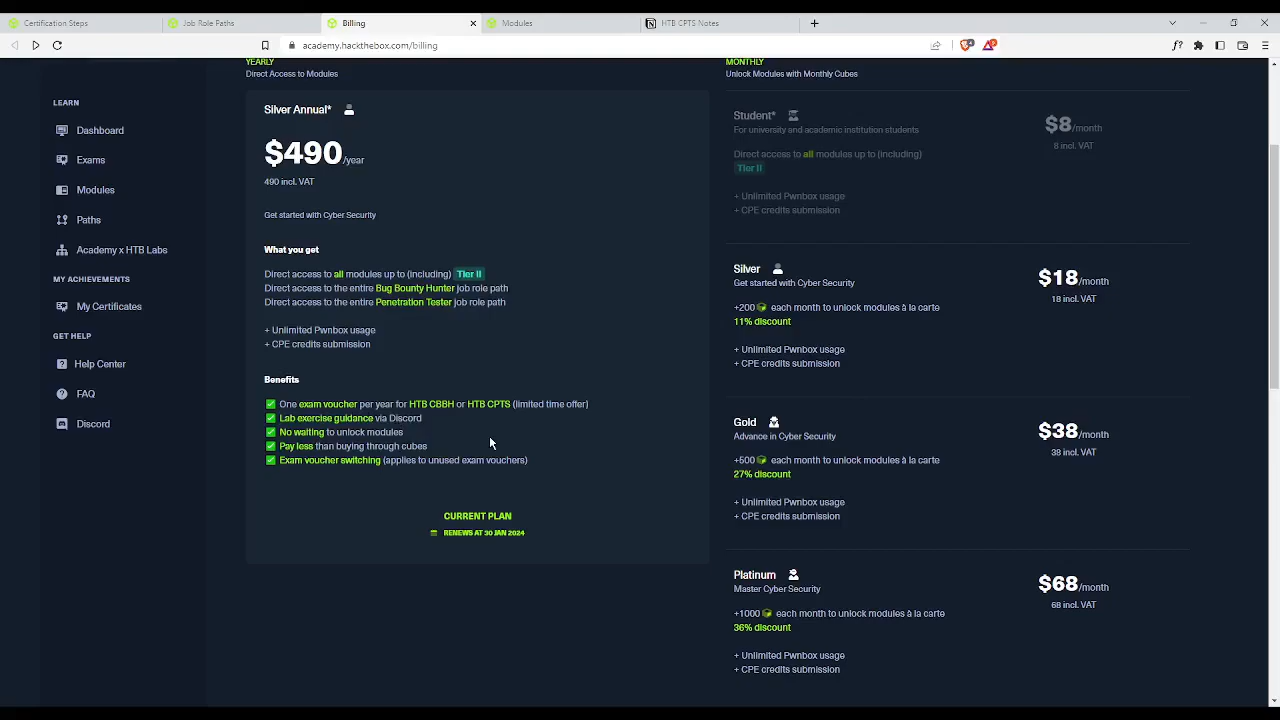 Certification Steps
Job Role Paths
Billing
Modules
HTB CPTS Notes
academy.hackthebox.com/billing
LEARN
Dashboard
Exams
Modules
Paths
Academy x HTB Labs
MY ACHIEVEMENTS
My Certificates
GET HELP
Help Center
FAQ
Discord
YEARLY
Direct Access to Modules
Silver Annual*
$490/year
490 incl. VAT
Get started with Cyber Security
What you get
Direct access to all modules up to (including) Tier II
Direct access to the entire Bug Bounty Hunter job role path
Direct access to the entire Penetration Tester job role path
+ Unlimited Pwnbox usage
+ CPE credits submission
Benefits
One exam voucher per year for HTB CBBH or HTB CPTS (limited time offer)
Lab exercise guidance via Discord
No waiting to unlock modules
Pay less than buying through cubes
Exam voucher switching (applies to unused exam vouchers)
CURRENT PLAN
RENEWS AT 30 JAN 2024
MONTHLY
Unlock Modules with Monthly Cubes
Student*
For university and academic institution students
$8/month
8 incl. VAT
Direct access to all modules up to (including)
Tier II
+ Unlimited Pwnbox usage
+ CPE credits submission
Silver
Get started with Cyber Security
$18/month
18 incl. VAT
+200 each month to unlock modules à la carte
11% discount
+ Unlimited Pwnbox usage
+ CPE credits submission
Gold
Advance in Cyber Security
$38/month
38 incl. VAT
+500 each month to unlock modules à la carte
27% discount
+ Unlimited Pwnbox usage
+ CPE credits submission
Platinum
Master Cyber Security
$68/month
68 incl. VAT
+1000 each month to unlock modules à la carte
36% discount
+ Unlimited Pwnbox usage
+ CPE credits submission